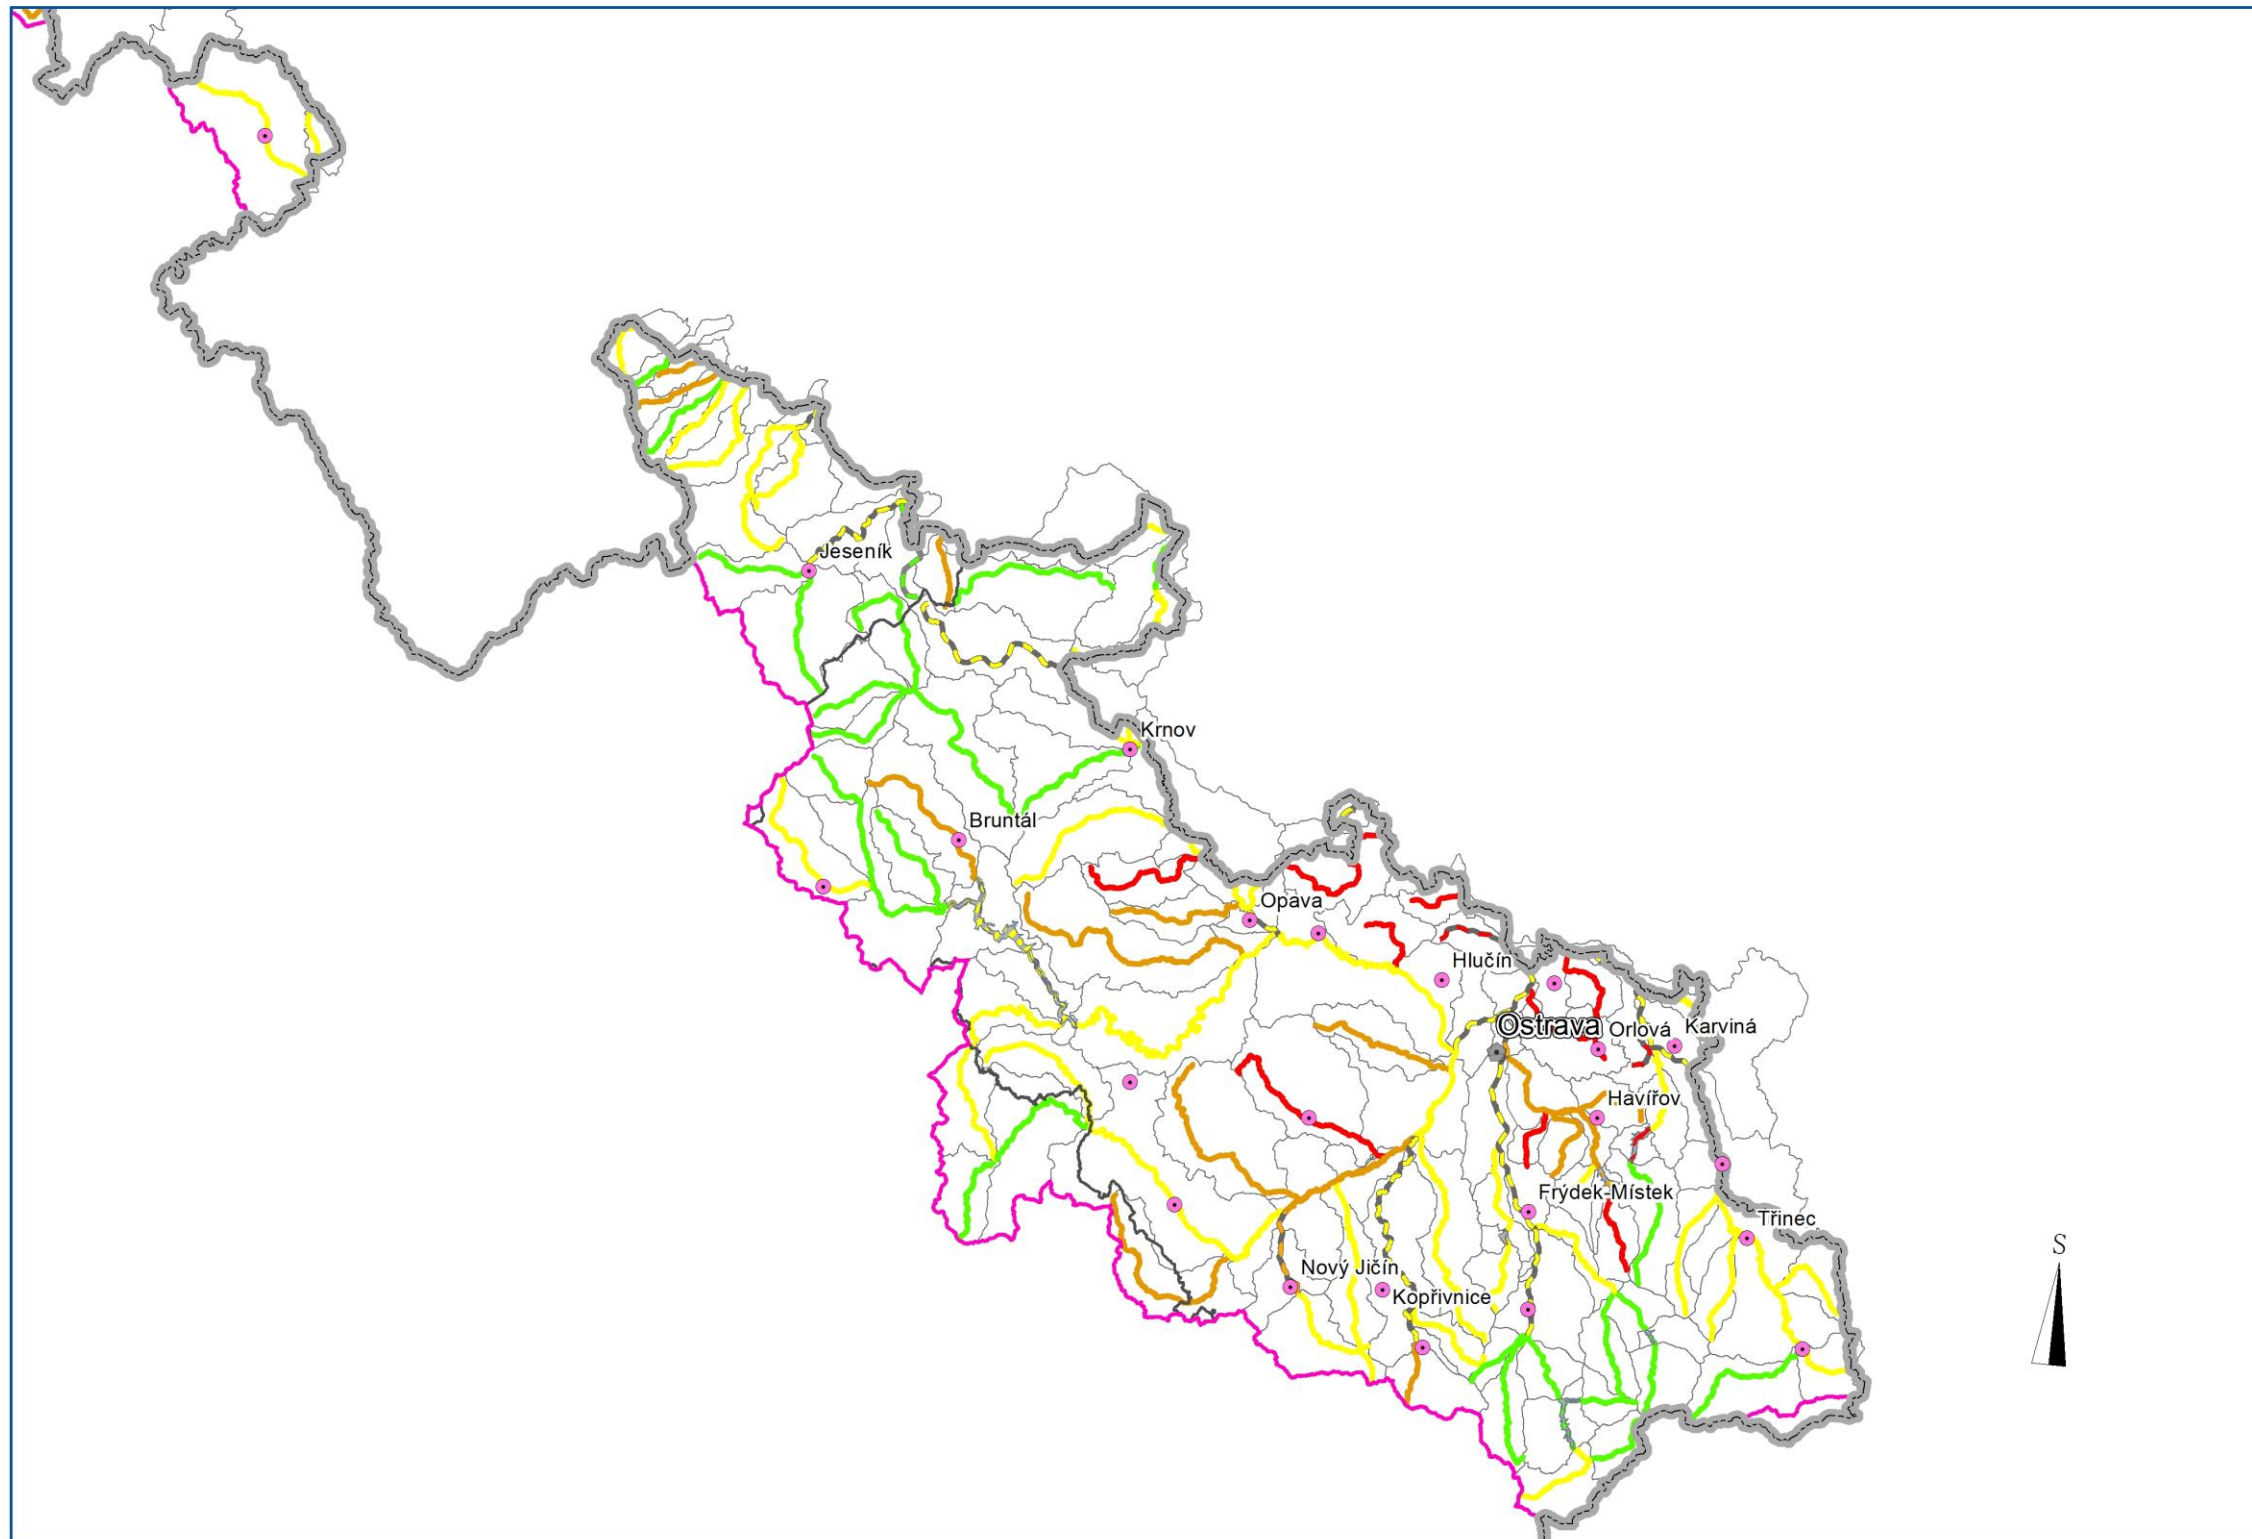 Jeseník
Krnov
Bruntál
Opava
Hlučín
Ostrava
Orlová
Karviná
Havířov
Frýdek-Místek
Třinec
S
Nový Jičín
Kopřivnice